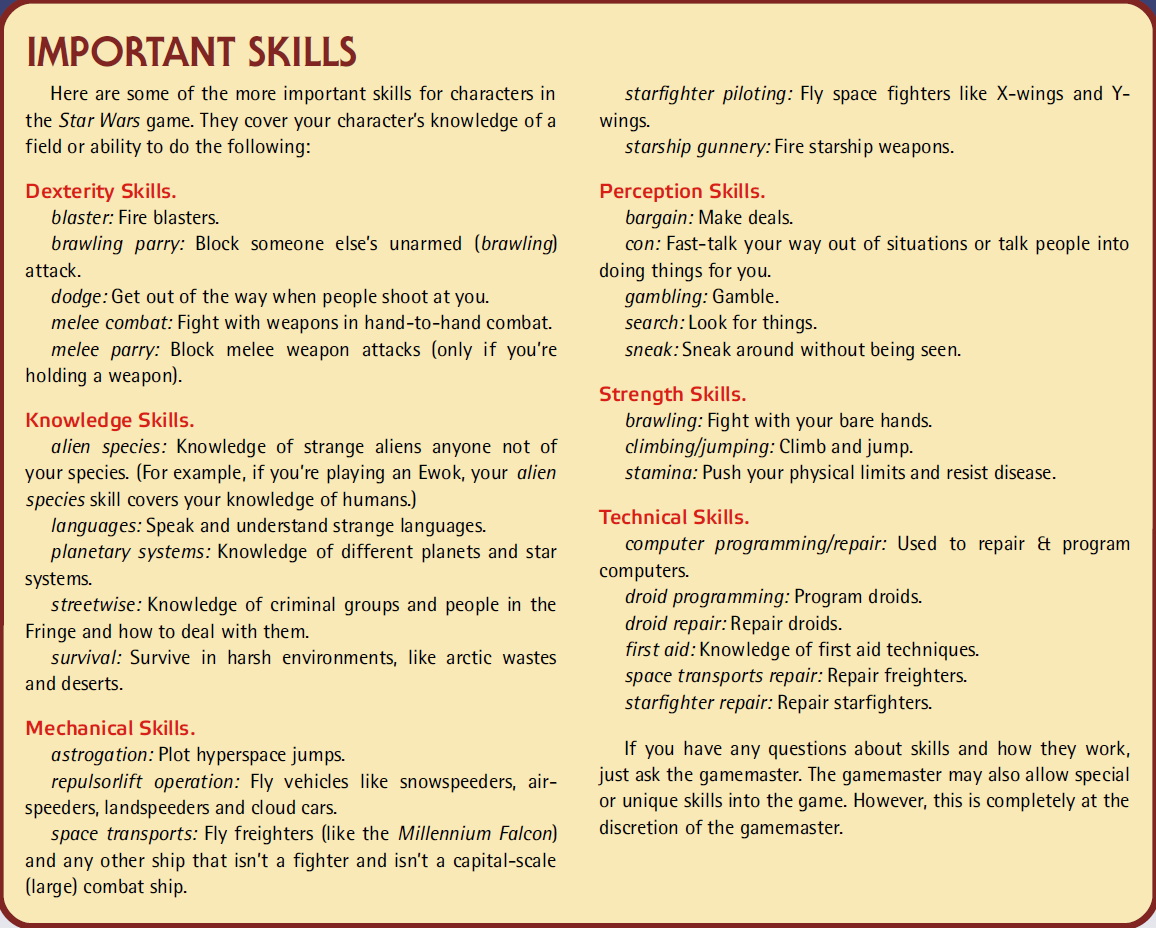 IMPORTANT SKILLS
Here are some of the more important skills for characters in
the Star Wars game. They cover your character's knowledge of a
field or ability to do the following:
Dexterity Skills.
blaster: Fire blasters.
brawling parry: Block someone else's unarmed (brawling)
attack.
dodge: Get out of the way when people shoot at you.
melee combat: Fight with weapons in hand-to-hand combat.
melee parry: Block melee weapon attacks (only if you're
holding a weapon).
Knowledge Skills.
alien species: Knowledge of strange aliens anyone not of
your species. (For example, if you're playing an Ewok, your alien
species skill covers your knowledge of humans.)
languages: Speak and understand strange languages.
planetary systems: Knowledge of different planets and star
systems.
streetwise: Knowledge of criminal groups and people in the
Fringe and how to deal with them.
survival: Survive in harsh environments, like arctic wastes
and deserts.
Mechanical Skills.
astrogation: Plot hyperspace jumps.
repulsorlift operation: Fly vehicles like snowspeeders, air-
speeders, landspeeders and cloud cars.
space transports: Fly freighters (like the Millennium Falcon)
and any other ship that isn't a fighter and isn't a capital-scale
(large) combat ship.
starfighter piloting: Fly space fighters like X-wings and Y-
wings.
starship gunnery: Fire starship weapons.
Perception Skills.
bargain: Make deals.
con: Fast-talk your way out of situations or talk people into
doing things for you.
gambling: Gamble.
search: Look for things.
sneak: Sneak around without being seen.
Strength Skills.
brawling: Fight with your bare hands.
climbing/jumping: Climb and jump.
stamina: Push your physical limits and resist disease.
Technical Skills.
computer programming/repair: Used to repair & program
computers.
droid programming: Program droids.
droid repair: Repair droids.
first aid: Knowledge of first aid techniques.
space transports repair: Repair freighters.
starfighter repair: Repair starfighters.
If you have any questions about skills and how they work,
just ask the gamemaster. The gamemaster may also allow special
or unique skills into the game. However, this is completely at the
discretion of the gamemaster.